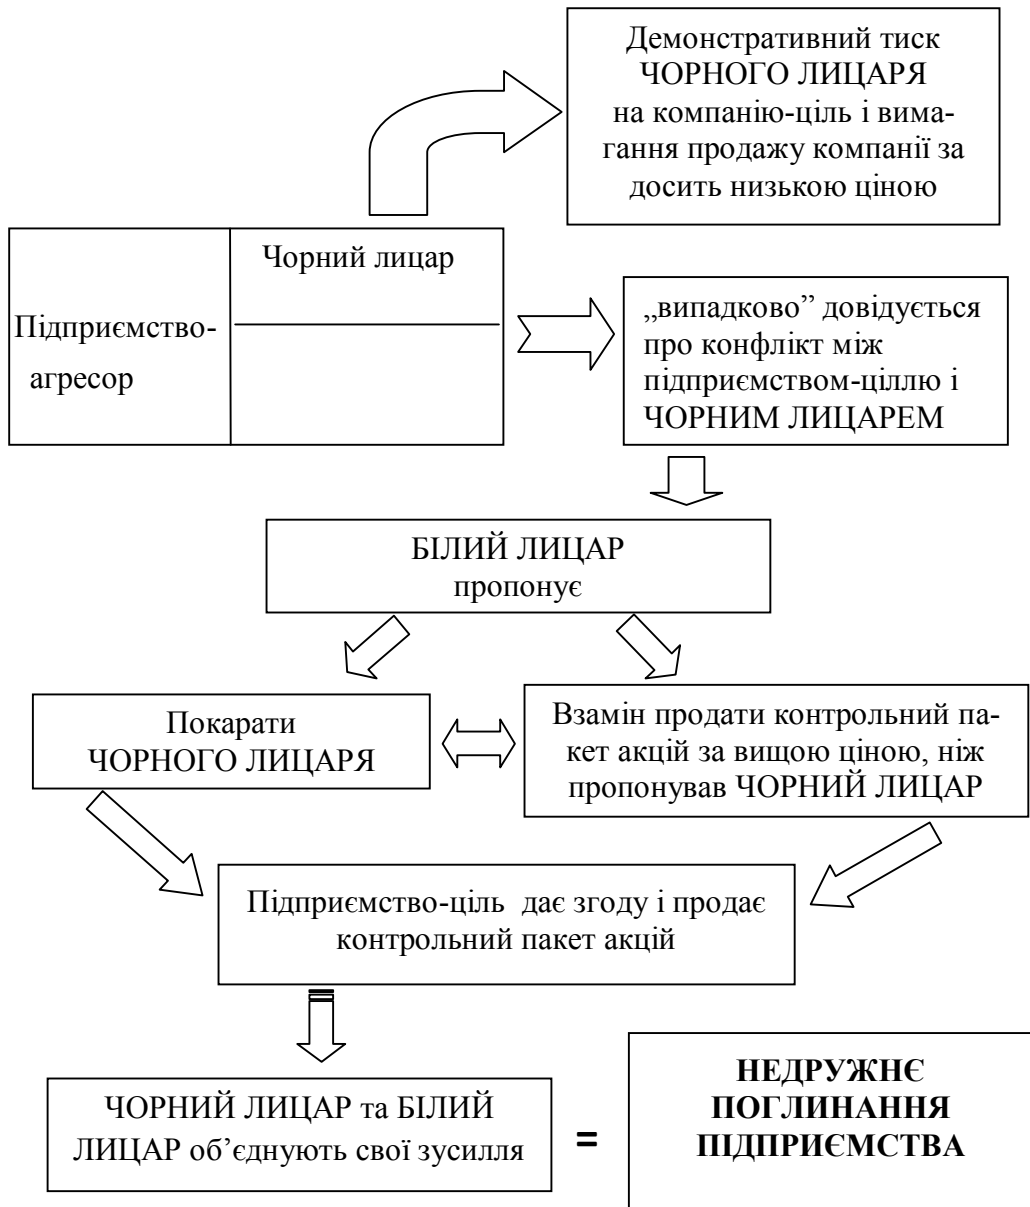 Демонстративний тиск
ЧОРНОГО ЛИЦАРЯ
на компанію-ціль і вима-
гання продажу компанії за
досить низькою ціною
Чорний лицар
Підприємство-
агресор
„випадково” довідується
про конфлікт між
підприємством-ціллю і
ЧОРНИМ ЛИЦАРЕМ
БІЛИЙ ЛИЦАР
пропонує
Покарати
ЧОРНОГО ЛИЦАРЯ
Взамін продати контрольний па-
кет акцій за вищою ціною, ніж
пропонував ЧОРНИЙ ЛИЦАР
Підприємство-ціль дає згоду і продає
контрольний пакет акцій
ЧОРНИЙ ЛИЦАР та БІЛИЙ
ЛИЦАР об’єднують свої зусилля
=
НЕДРУЖНЄ
ПОГЛИНАННЯ
ПІДПРИЄМСТВА